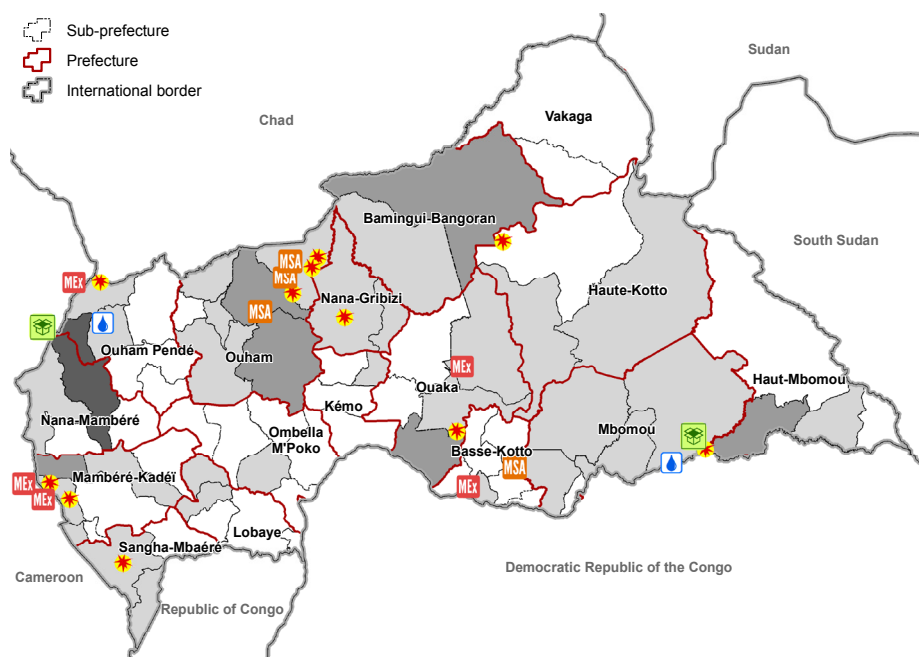 Sub-prefecture
Prefecture
International border
Sudan
Chad
Vakaga
Bamingui-Bangoran
South Sudan
MSA
MSA
MEx
Haute-Kotto
Nana-Gribizi
MSA
Ouham Pendé
Ouham
MEx
Haut-Mbomou
Ouaka
Kémo
Nana-Mambéré
Ombella
M'Poko
Mbomou
Basse-Kotto
MSA
Mambéré-Kadéï
MEx
MEx
MEx
Lobaye
Sangha-Mbaéré
Cameroon
Democratic Republic of the Congo
Republic of Congo